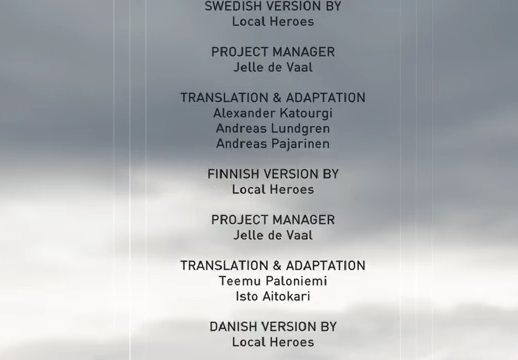 SWEDISH VERSION BY
Local Heroes
PROJECT MANAGER
Jelle de Vaal
TRANSLATION & ADAPTATION
Alexander Katourgi
Andreas Lundgren
Andreas Pajarinen
FINNISH VERSION BY
Local Heroes
PROJECT MANAGER
Jelle de Vaal
TRANSLATION & ADAPTATION
Teemu Paloniemi
Isto Aitokari
DANISH VERSION BY
Local Heroes